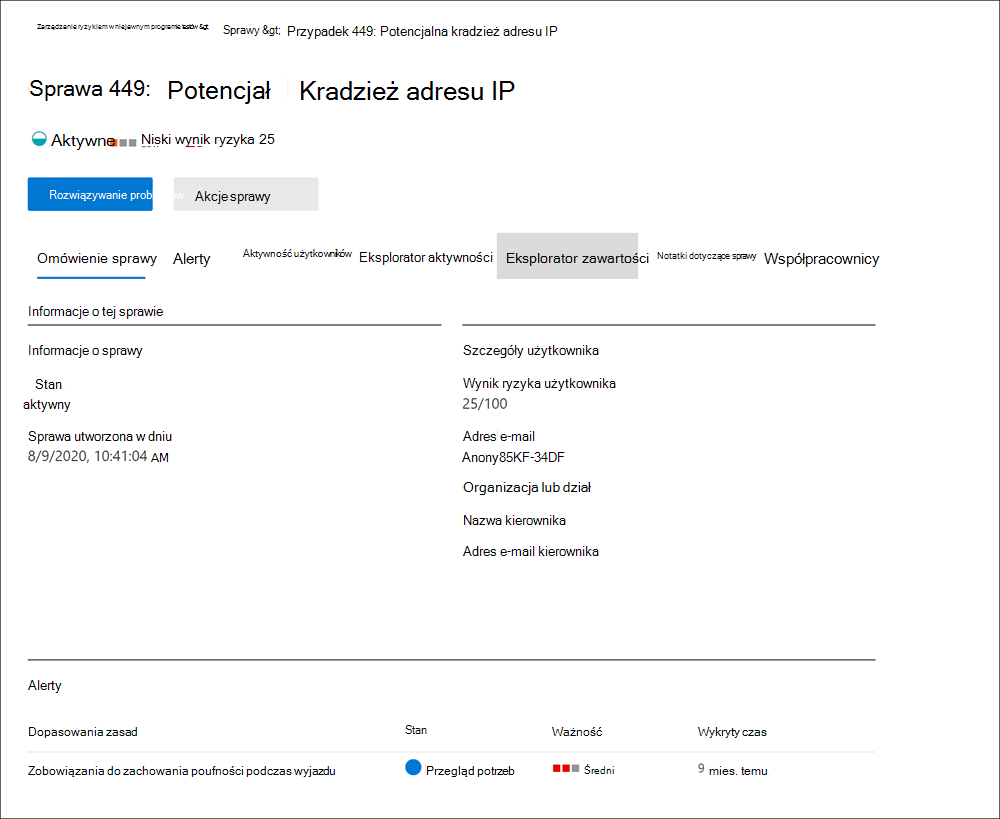 Zarządzanie ryzykiem w niejawnym programie testów &gt; Sprawy &gt; Przypadek 449: Potencjalna kradzież adresu IP
Sprawa 449: Potencjał Kradzież adresu IP
Aktywne Niski wynik ryzyka 25
Rozwiązywanie prob Akcje sprawy
Omówienie sprawy Alerty Aktywność użytkowników Eksplorator aktywności Eksplorator zawartości Notatki dotyczące sprawy Współpracownicy
Informacje o tej sprawie
Informacje o sprawy
Stan
aktywny
Sprawa utworzona w dniu
8/9/2020, 10:41:04 AM
Szczegóły użytkownika
Wynik ryzyka użytkownika
25/100
Adres e-mail
Anony85KF-34DF
Organizacja lub dział
Nazwa kierownika
Adres e-mail kierownika
Alerty
Dopasowania zasad Stan Ważność Wykryty czas
Zobowiązania do zachowania poufności podczas wyjazdu Przegląd potrzeb Średni 9 mies. temu